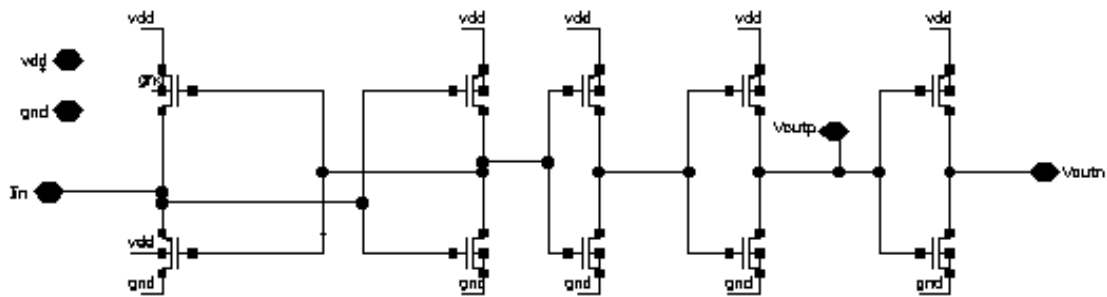 vdd vdd vdd vdd vdd
vdd
gnd
gnd
Voutp
Iin
Voutn
vdd
gnd gnd gnd gnd gnd